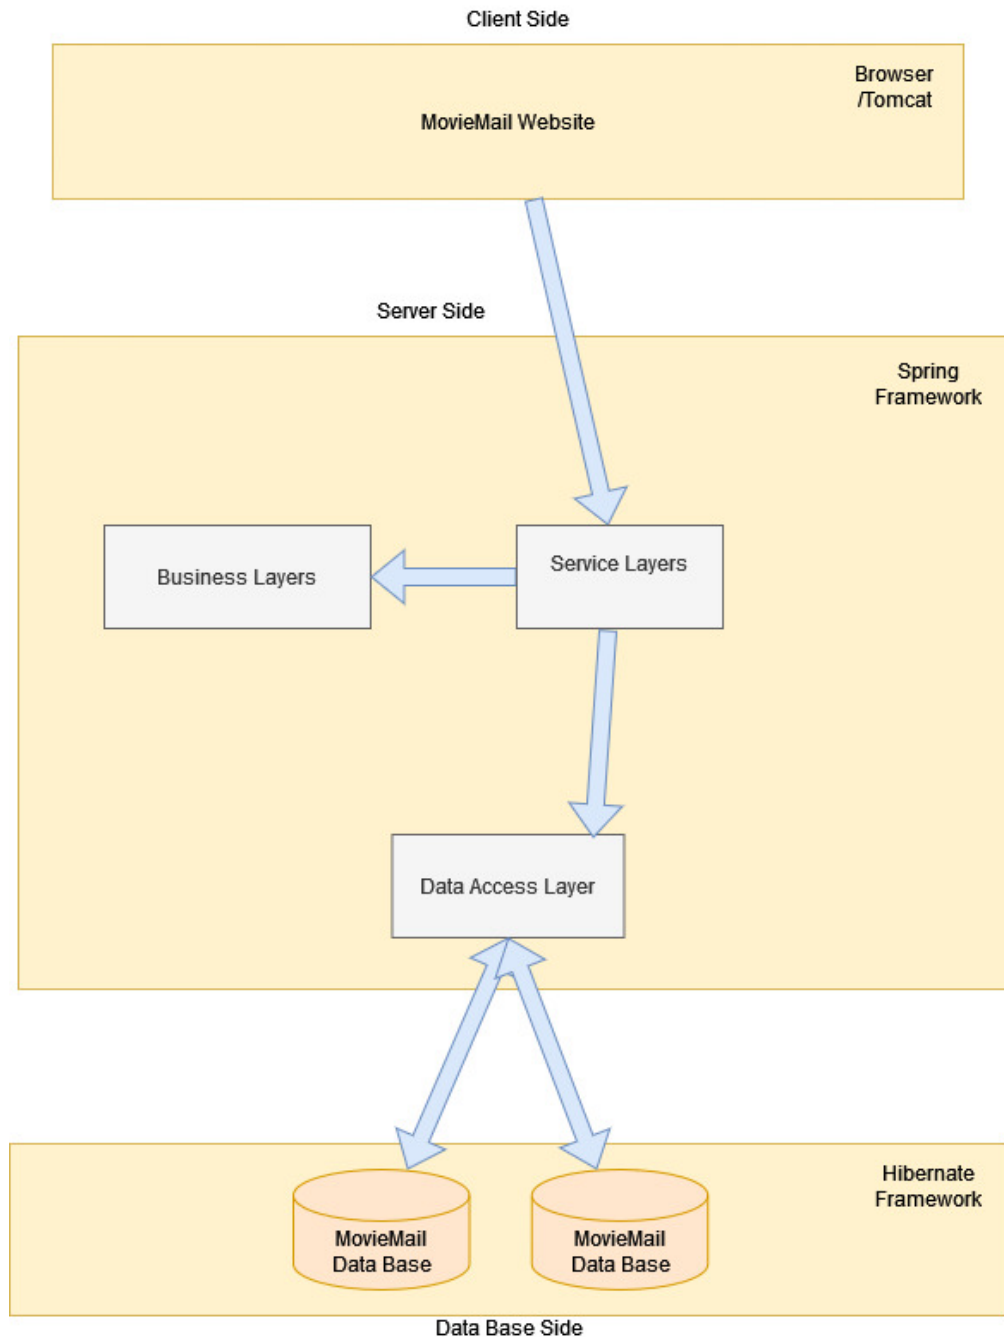 Client Side
Browser
/Tomcat
MovieMail Website
Server Side
Spring
Framework
Business Layers
Service Layers
Data Access Layer
Hibernate
Framework
MovieMail
Data Base
MovieMail
Data Base
Data Base Side